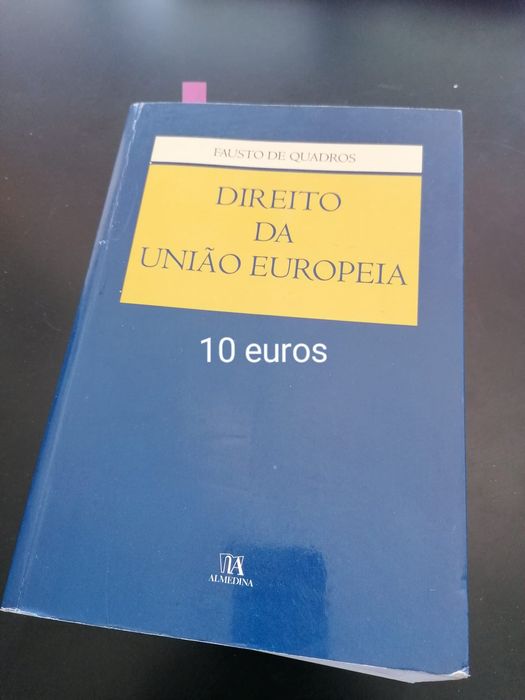 FAUSTO DE QUADROS
DIREITO
DA
UNIÃO EUROPEIA
10 euros
ALMEDINA